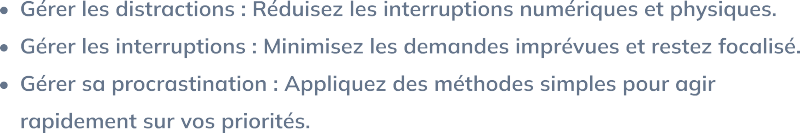 • Gérer les distractions : Réduisez les interruptions numériques et physiques.
• Gérer les interruptions : Minimisez les demandes imprévues et restez focalisé.
• Gérer sa procrastination : Appliquez des méthodes simples pour agir
rapidement sur vos priorités.